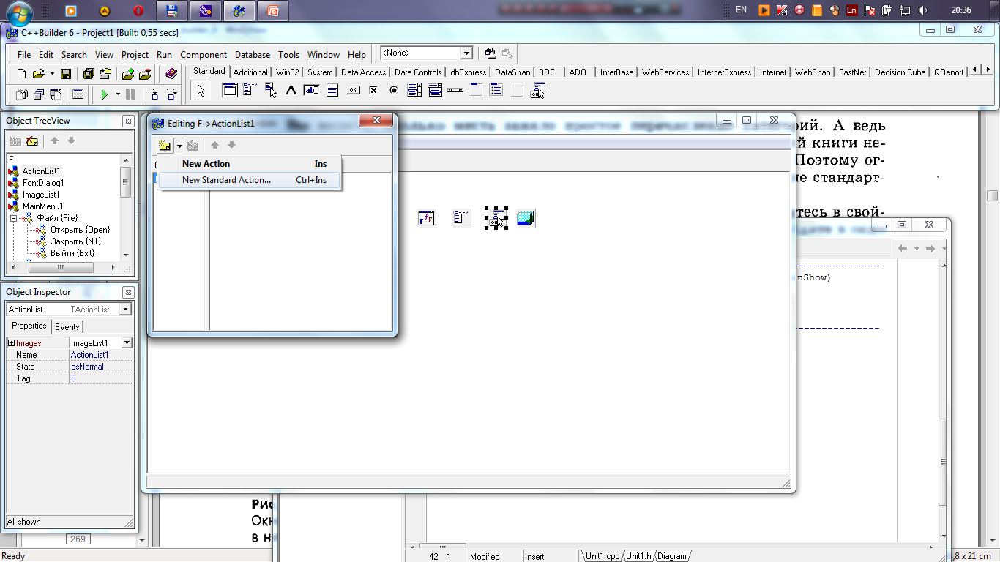 EN
En
20:36
C++Builder 6 - Project1 [Built: 0,55 secs]
File Edit Search View Project Run Component Database Tools Window Help
<None>
Standard Additional Win32 System Data Access Data Controls dbExpress DataSnap BDE ADO InterBase WebServices InternetExpress Internet WebSnap FastNet Decision Cube QReport
Object TreeView
F
ActionList1
FontDialog1
ImageList1
MainMenu1
Файл {File}
Открыть {Open}
Закрыть {N1}
Выйти {Exit}
Object Inspector
ActionList1 TActionList
Properties Events
Images ImageList1
Name ActionList1
State asNormal
Tag 0
All shown
Editing F->ActionList1
New Action Ins
New Standard Action... Ctrl+Ins
простое перечисление категорий. А ведь
й книги не-
Поэтому ог-
е стандарт-
тесь в свой-
nShow)
Рис
Окн
в н
269
Ready
42: 1 Modified Insert Unit1.cpp Unit1.h Diagram
4,8 x 21 cm